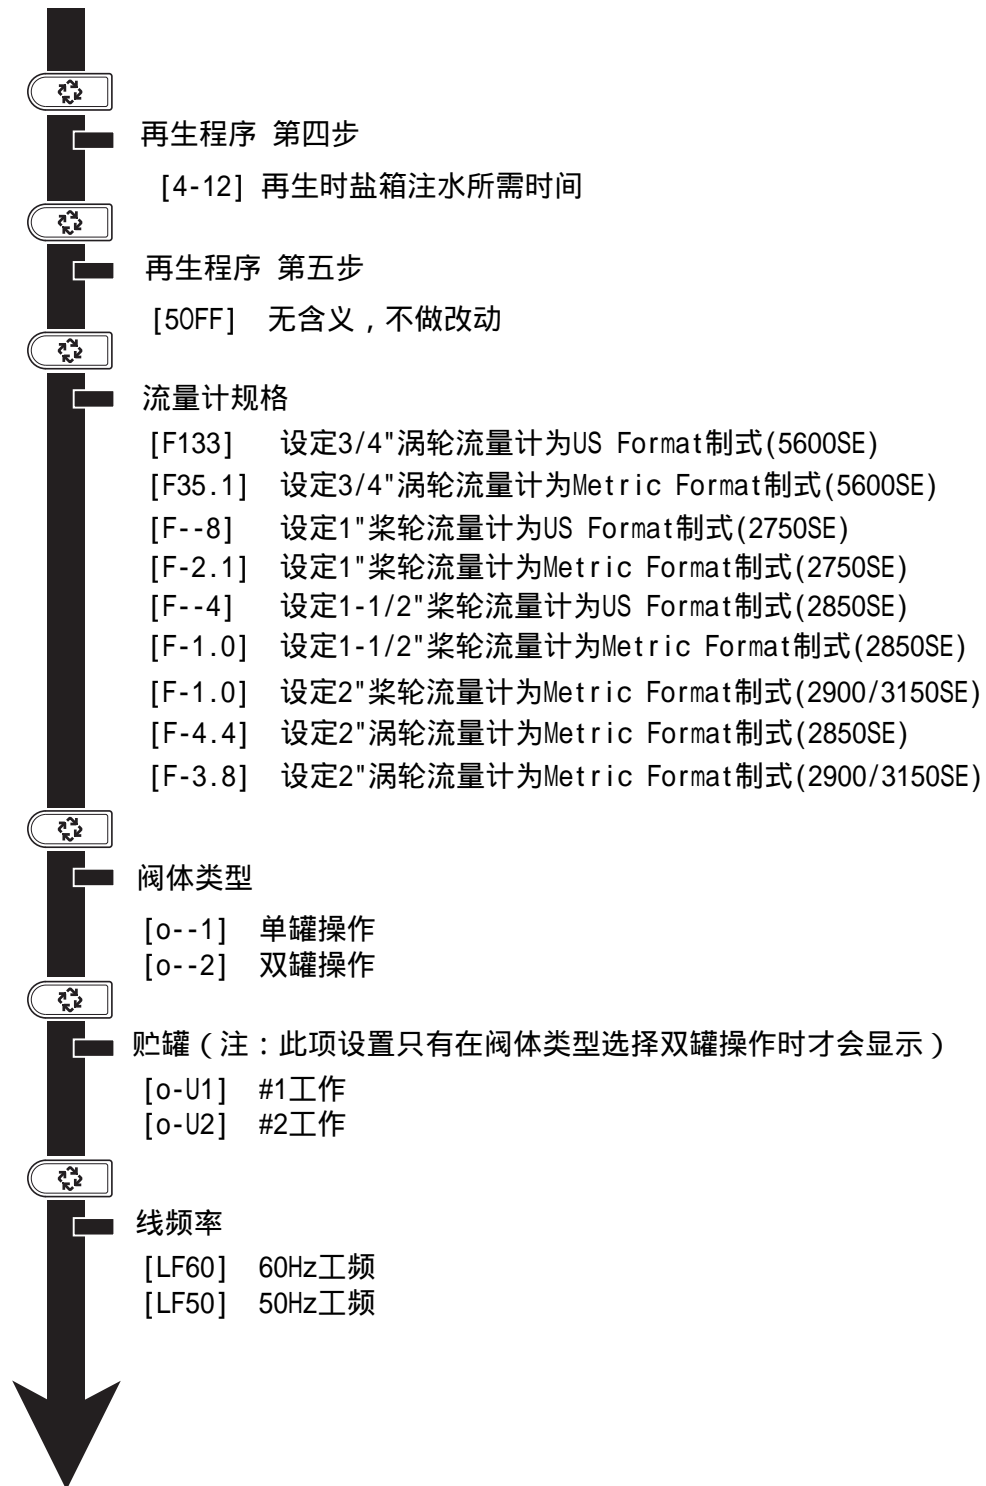 再生程序 第四步
[4-12] 再生时盐箱注水所需时间
再生程序 第五步
[50FF] 无含义，不做改动
流量计规格
[F133] 设定3/4"涡轮流量计为US Format制式(5600SE)
[F35.1] 设定3/4"涡轮流量计为Metric Format制式(5600SE)
[F--8] 设定1"桨轮流量计为US Format制式(2750SE)
[F-2.1] 设定1"桨轮流量计为Metric Format制式(2750SE)
[F--4] 设定1-1/2"桨轮流量计为US Format制式(2850SE)
[F-1.0] 设定1-1/2"桨轮流量计为Metric Format制式(2850SE)
[F-1.0] 设定2"桨轮流量计为Metric Format制式(2900/3150SE)
[F-4.4] 设定2"涡轮流量计为Metric Format制式(2850SE)
[F-3.8] 设定2"涡轮流量计为Metric Format制式(2900/3150SE)
阀体类型
[o--1] 单罐操作
[o--2] 双罐操作
贮罐（注：此项设置只有在阀体类型选择双罐操作时才会显示）
[o-U1] #1工作
[o-U2] #2工作
线频率
[LF60] 60Hz工频
[LF50] 50Hz工频